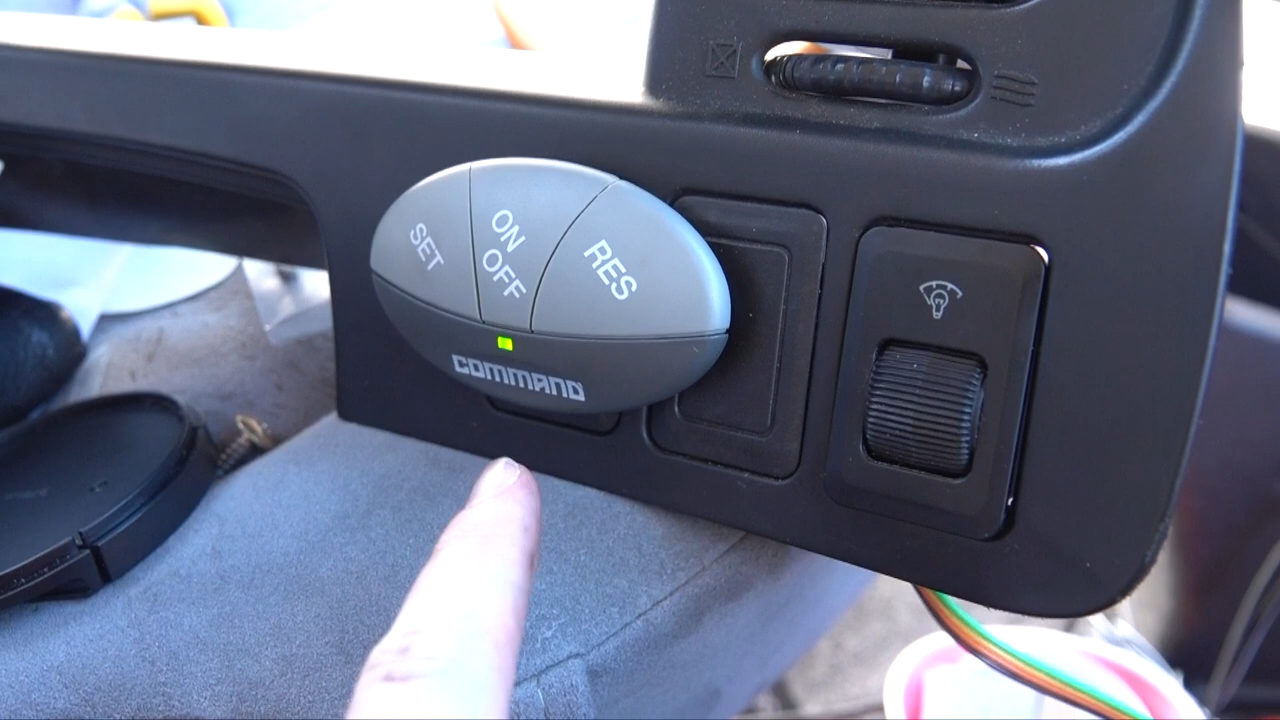 SET
ON
OFF
RES
COMMAND